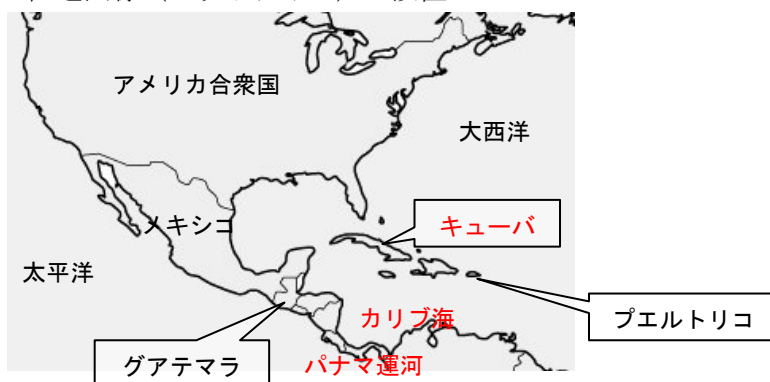 アメリカ合衆国
大西洋
キューバ
メキシコ
太平洋
カリブ海
プエルトリコ
グアテマラ
パナマ運河